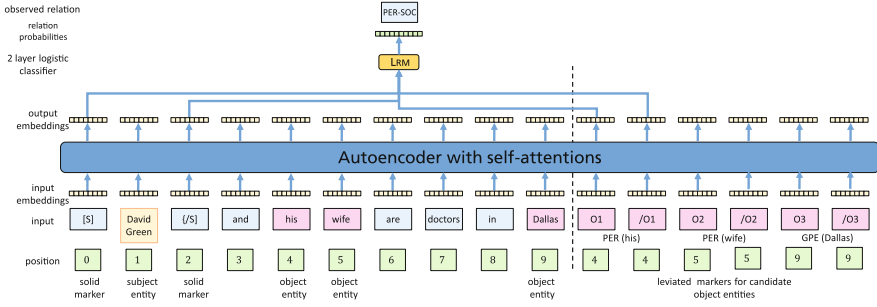 observed relation
PER-SOC
relation
probabilities
2 layer logistic
classifier
LRM
output
embeddings
Autoencoder with self-attentions
input
embeddings
input
[S]
David
Green
{/S]
and
his
wife
are
doctors
in
Dallas
O1
/O1
O2
/O2
O3
/O3
PER (his)
PER (wife)
GPE (Dallas)
position
0
1
2
3
4
5
6
7
8
9
4
4
5
5
9
9
solid
marker
subject
entity
solid
marker
object
entity
object
entity
object
entity
leviated markers for candidate
object entities